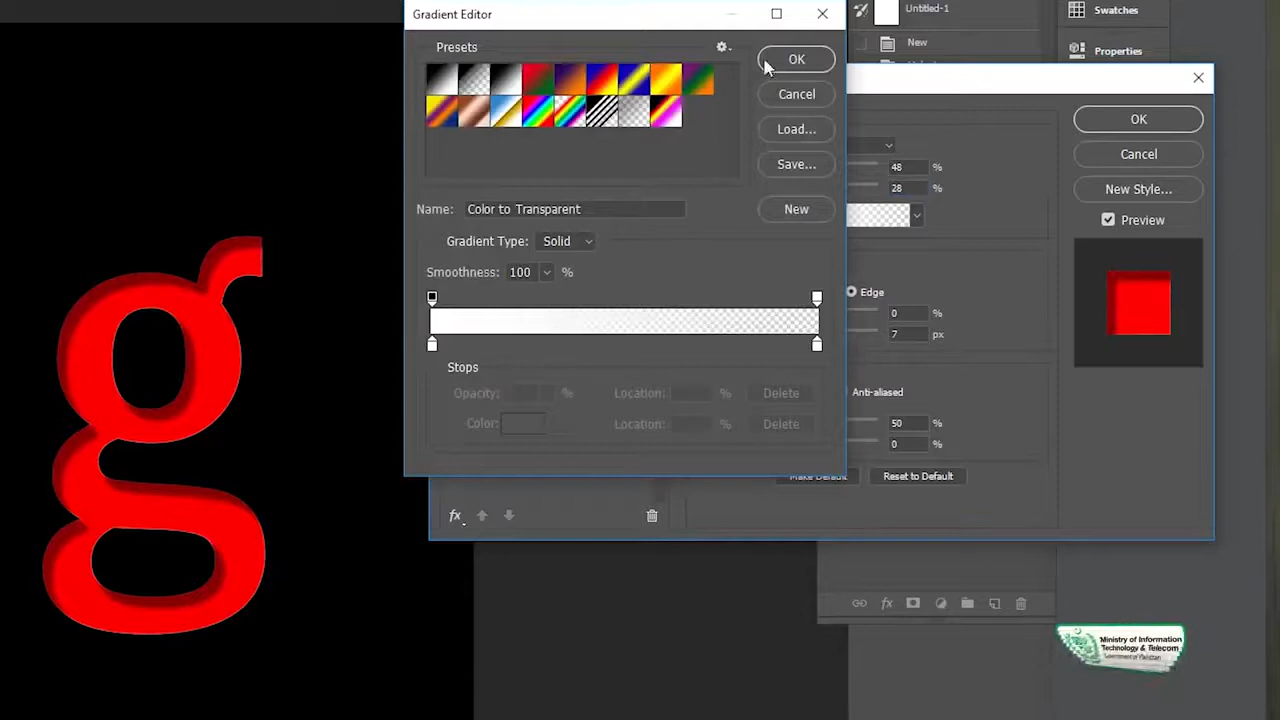 Gradient Editor
Presets
OK
Cancel
Load...
Save...
Name: Color to Transparent
New
Gradient Type: Solid
Smoothness: 100 %
Stops
Opacity: % Location: % Delete
Color: Location: % Delete
Untitled-1
New
Swatches
Properties
48 %
28 %
Edge
0 %
7 px
Anti-aliased
50 %
0 %
Make Default Reset to Default
OK
Cancel
New Style...
Preview
fx
fx
g
Ministry of Information
Technology & Telecom
Government of Pakistan